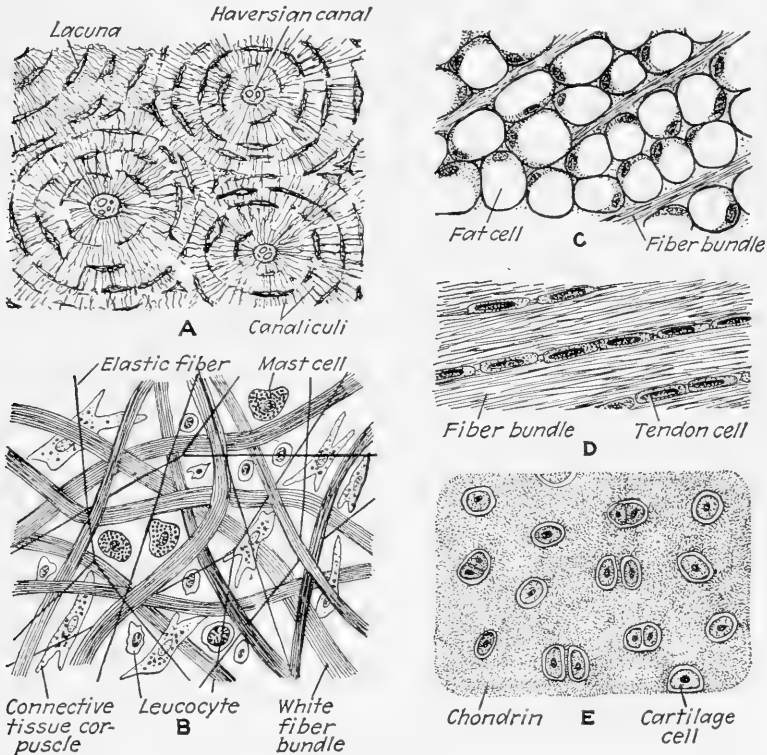 Lacuna
Haversian canal
A
Canaliculi
Elastic fiber
Mast cell
Connective
tissue cor-
puscle
Leucocyte
B
White
fiber
bundle
Fat cell
C
Fiber bundle
Fiber bundle
D
Tendon cell
Chondrin
E
Cartilage
cell